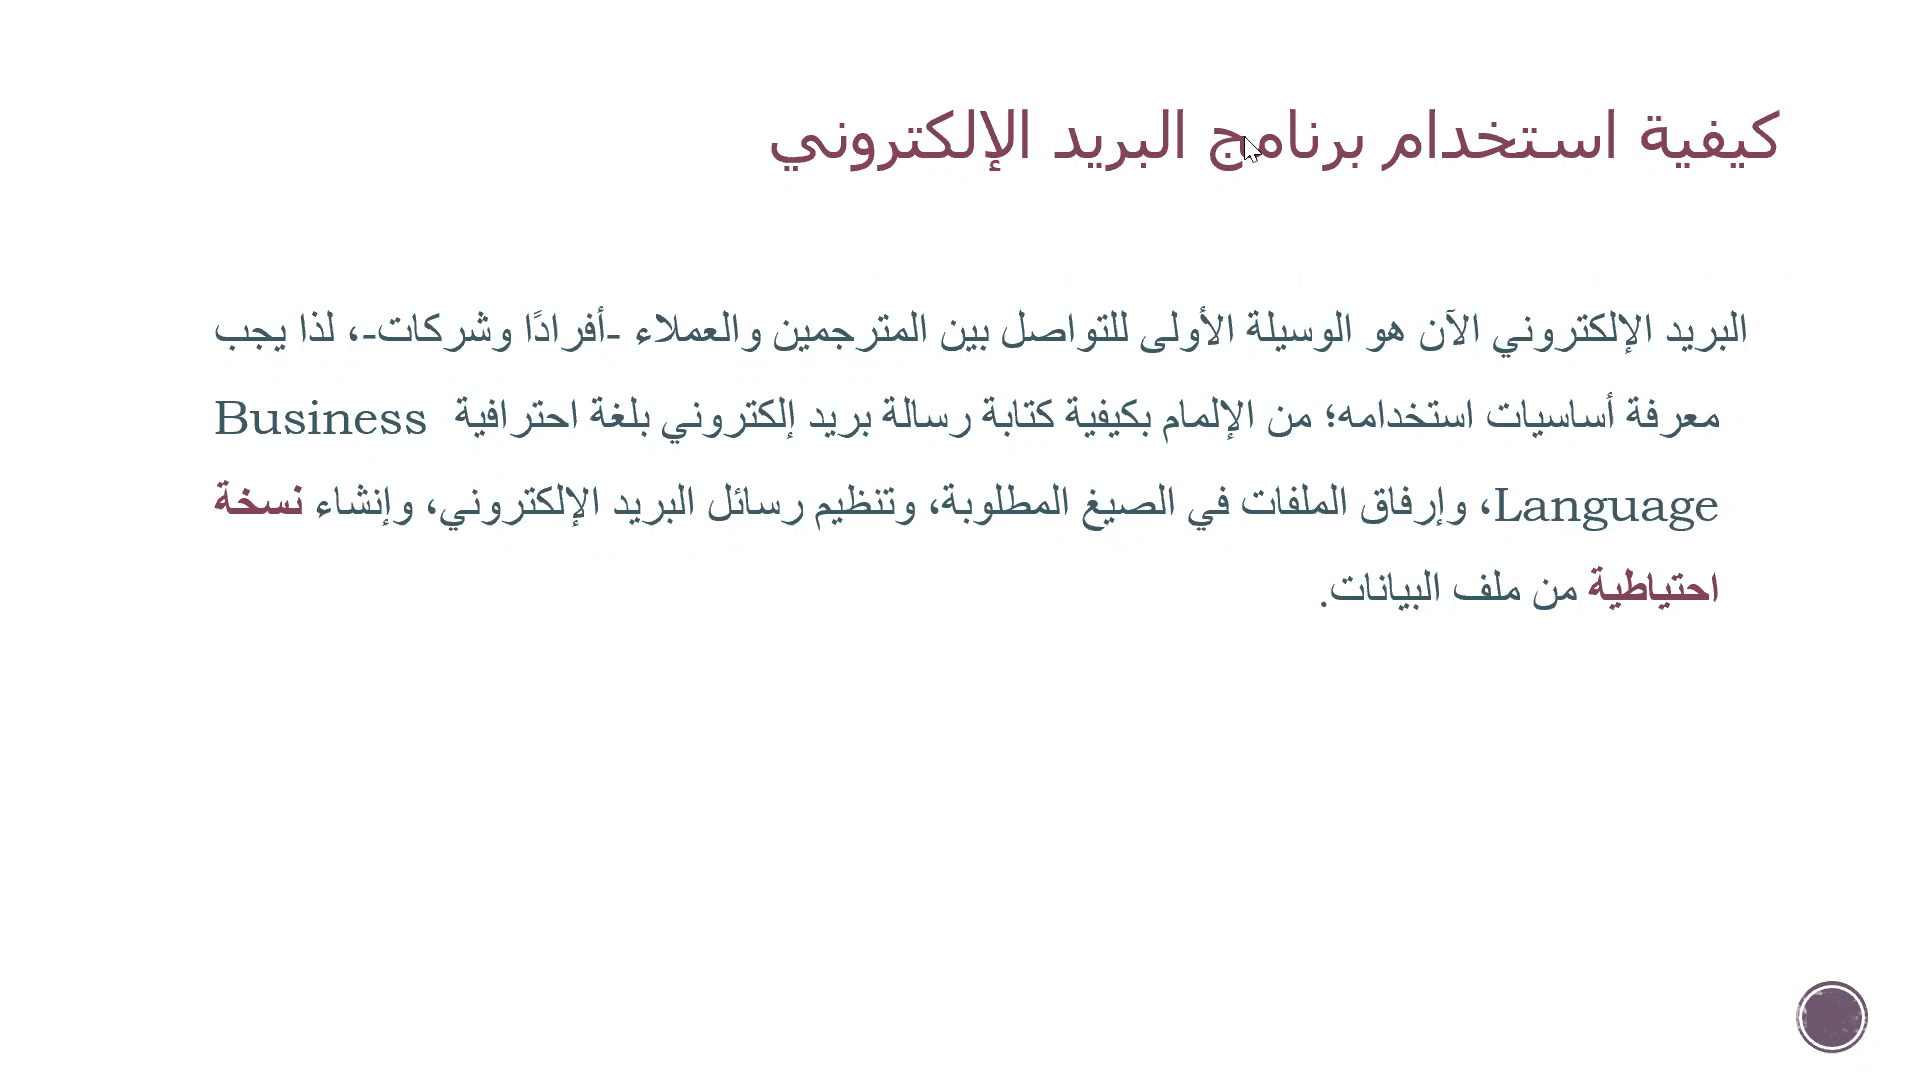 كيفية استخدام برنامج البريد الإلكتروني
البريد الإلكتروني الآن هو الوسيلة الأولى للتواصل بين المترجمين والعملاء -أفرادًا وشركات-، لذا يجب
معرفة أساسيات استخدامه؛ من الإلمام بكيفية كتابة رسالة بريد إلكتروني بلغة احترافية Business
Language، وإرفاق الملفات في الصيغ المطلوبة، وتنظيم رسائل البريد الإلكتروني، وإنشاء نسخة
احتياطية من ملف البيانات.